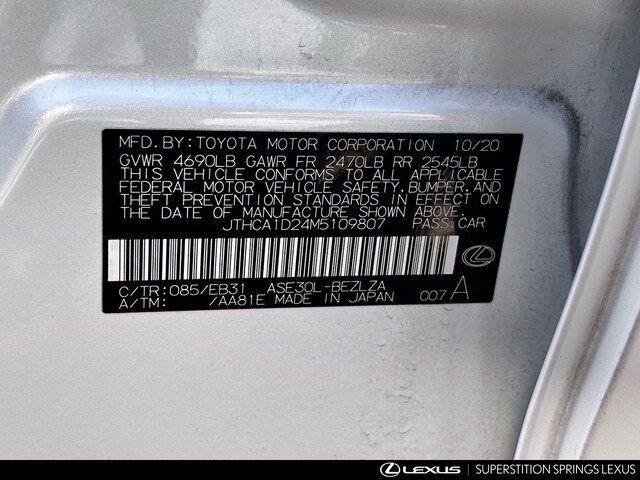 MFD. BY: TOYOTA MOTOR CORPORATION 10/20
GVWR 4690LB GAWR FR 2470LB RR 2545LB
THIS VEHICLE CONFORMS TO ALL APPLICABLE
FEDERAL MOTOR VEHICLE SAFETY, BUMPER, AND
THEFT PREVENTION STANDARDS IN EFFECT ON
THE DATE OF MANUFACTURE SHOWN ABOVE.
JTHCA1D24M5109807 PASS. CAR
C/TR: 085/EB31 ASE30L-BEZLZA
A/TM: /AA81E MADE IN JAPAN 007 A
LEXUS | SUPERSTITION SPRINGS LEXUS